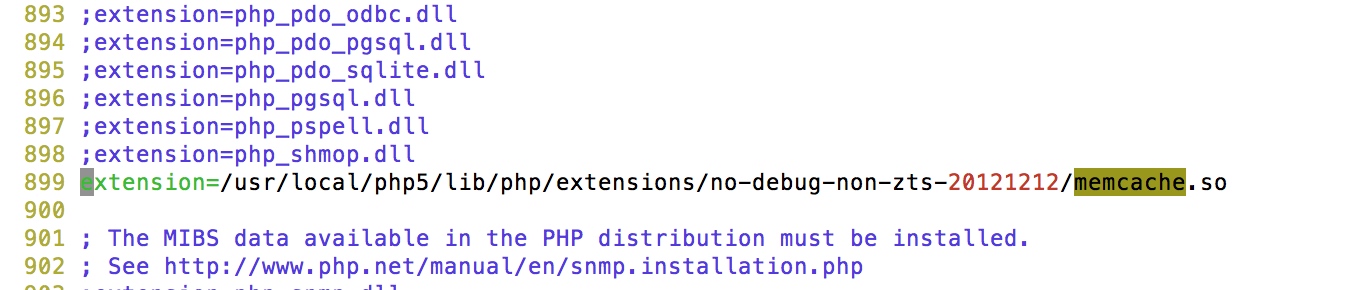 893 ;extension=php_pdo_odbc.dll
894 ;extension=php_pdo_pgsql.dll
895 ;extension=php_pdo_sqlite.dll
896 ;extension=php_pgsql.dll
897 ;extension=php_pspell.dll
898 ;extension=php_shmop.dll
899 extension=/usr/local/php5/lib/php/extensions/no-debug-non-zts-20121212/memcache.so
900
901 ; The MIBS data available in the PHP distribution must be installed.
902 ; See http://www.php.net/manual/en/snmp.installation.php